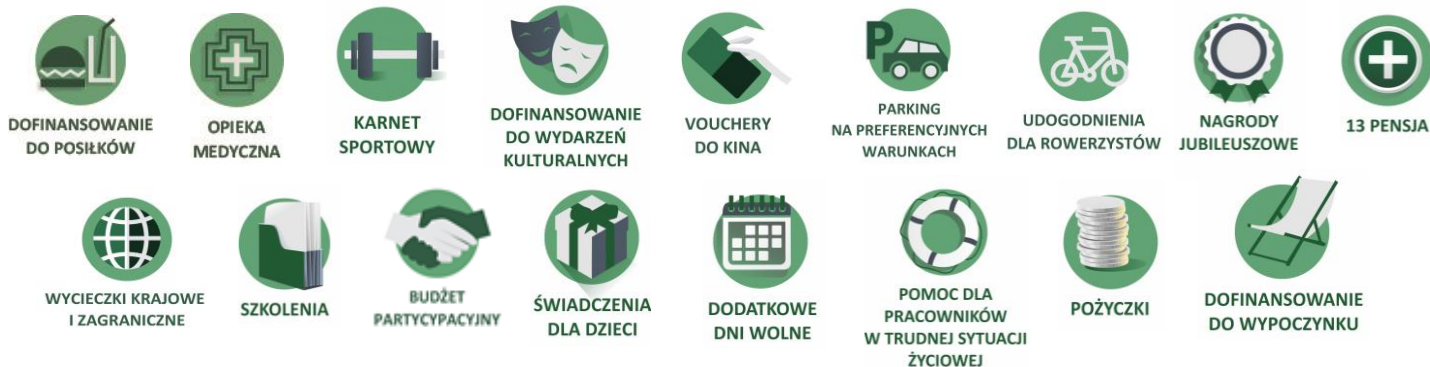 DOFINANSOWANIE
DO POSIŁKÓW
OPIEKA
MEDYCZNA
KARNET
SPORTOWY
DOFINANSOWANIE
DO WYDARZEŃ
KULTURALNYCH
VOUCHERY
DO KINA
P
PARKING
NA PREFERENCYJNYCH
WARUNKACH
UDOGODNIENIA
DLA ROWERZYSTÓW
NAGRODY
JUBILEUSZOWE
13 PENSJA
WYCIECZKI KRAJOWE
I ZAGRANICZNE
SZKOLENIA
BUDŻET
PARTYCYPACYJNY
ŚWIADCZENIA
DLA DZIECI
DODATKOWE
DNI WOLNE
POMOC DLA
PRACOWNIKÓW
W TRUDNEJ SYTUACJI
ŻYCIOWEJ
POŻYCZKI
DOFINANSOWANIE
DO WYPOCZYNKU